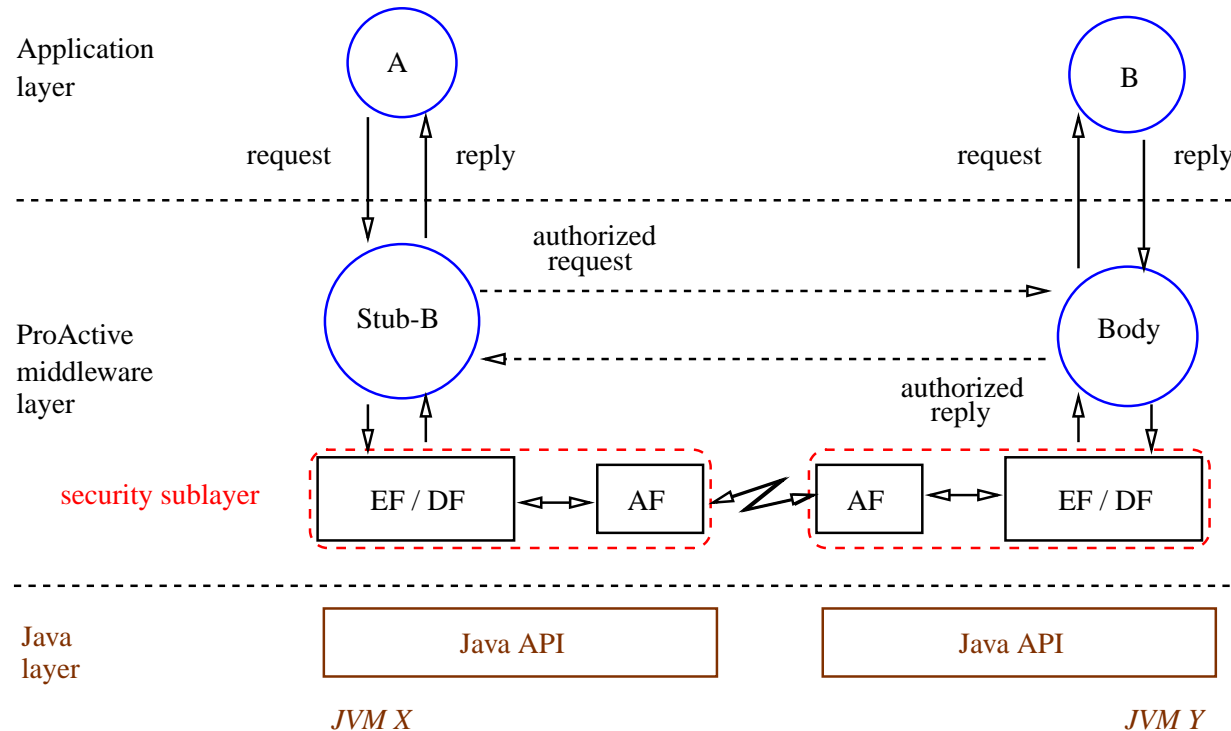 Application
layer
A
B
request
reply
request
reply
authorized
request
Stub-B
Body
ProActive
middleware
layer
authorized
reply
security sublayer
EF / DF
AF
AF
EF / DF
Java
layer
Java API
Java API
JVM X
JVM Y